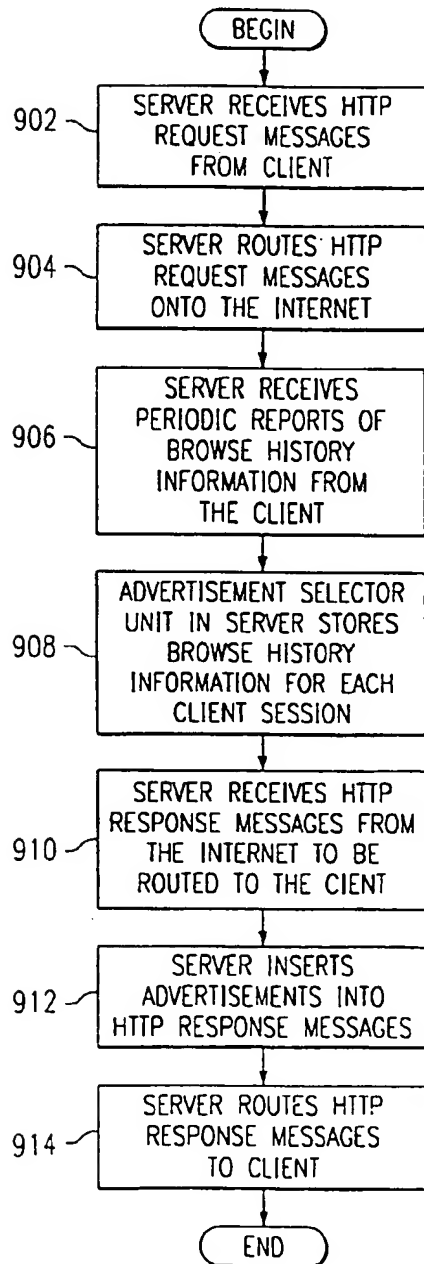 BEGIN
902
SERVER RECEIVES HTTP
REQUEST MESSAGES
FROM CLIENT
904
SERVER ROUTES HTTP
REQUEST MESSAGES
ONTO THE INTERNET
906
SERVER RECEIVES
PERIODIC REPORTS OF
BROWSE HISTORY
INFORMATION FROM
THE CLIENT
908
ADVERTISEMENT SELECTOR
UNIT IN SERVER STORES
BROWSE HISTORY
INFORMATION FOR EACH
CLIENT SESSION
910
SERVER RECEIVES HTTP
RESPONSE MESSAGES FROM
THE INTERNET TO BE
ROUTED TO THE CIENT
912
SERVER INSERTS
ADVERTISEMENTS INTO
HTTP RESPONSE MESSAGES
914
SERVER ROUTES HTTP
RESPONSE MESSAGES
TO CLIENT
END